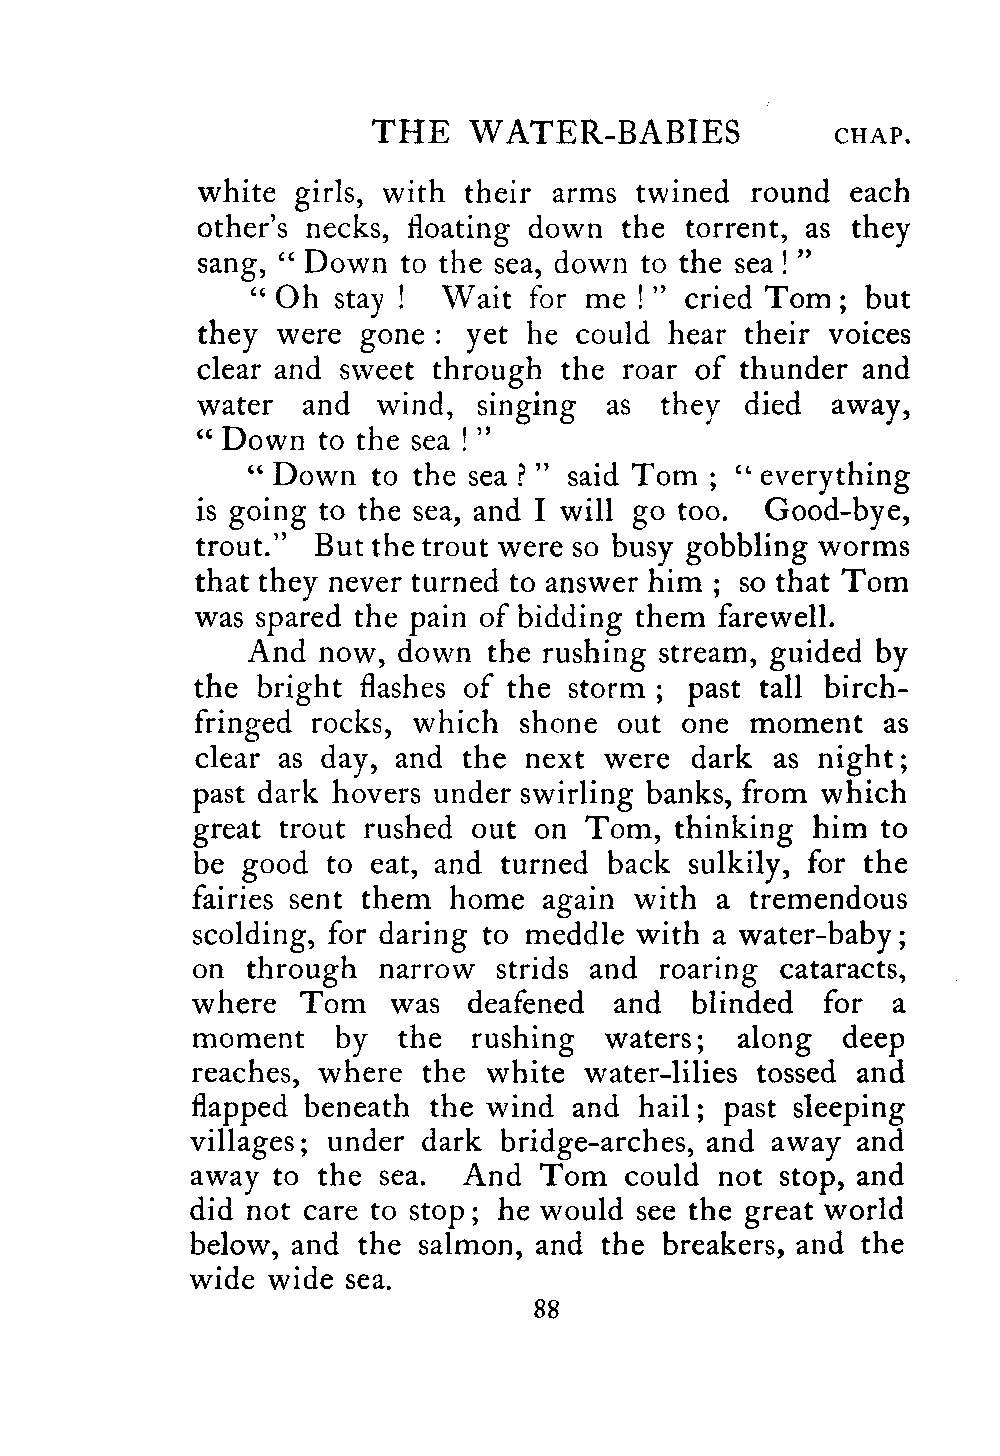 THE WATER-BABIES CHAP.
white girls, with their arms twined round each
other's necks, floating down the torrent, as they
sang, “ Down to the sea, down to the sea ! ”
“ Oh stay ! Wait for me ! ” cried Tom ; but
they were gone : yet he could hear their voices
clear and sweet through the roar of thunder and
water and wind, singing as they died away,
“ Down to the sea ! ”
“ Down to the sea ? ” said Tom ; “ everything
is going to the sea, and I will go too. Good-bye,
trout.” But the trout were so busy gobbling worms
that they never turned to answer him ; so that Tom
was spared the pain of bidding them farewell.
And now, down the rushing stream, guided by
the bright flashes of the storm ; past tall birch-
fringed rocks, which shone out one moment as
clear as day, and the next were dark as night ;
past dark hovers under swirling banks, from which
great trout rushed out on Tom, thinking him to
be good to eat, and turned back sulkily, for the
fairies sent them home again with a tremendous
scolding, for daring to meddle with a water-baby ;
on through narrow strids and roaring cataracts,
where Tom was deafened and blinded for a
moment by the rushing waters ; along deep
reaches, where the white water-lilies tossed and
flapped beneath the wind and hail ; past sleeping
villages ; under dark bridge-arches, and away and
away to the sea. And Tom could not stop, and
did not care to stop ; he would see the great world
below, and the salmon, and the breakers, and the
wide wide sea.
88